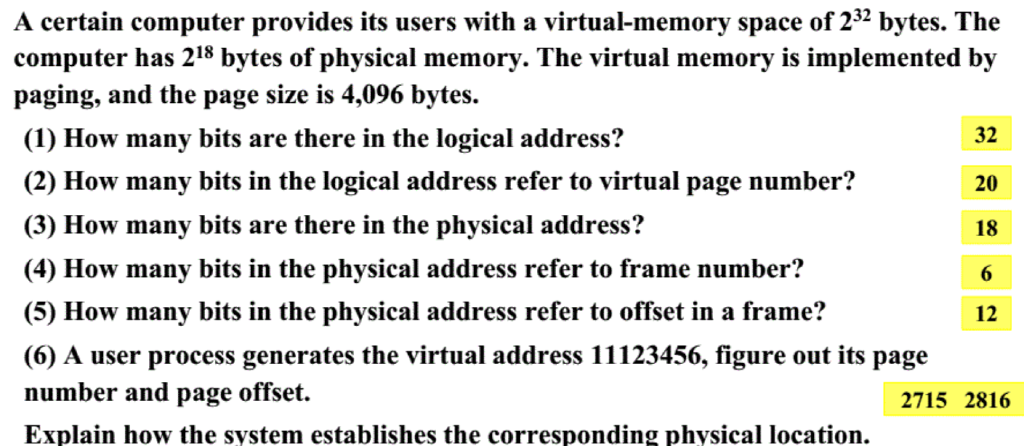 A certain computer provides its users with a virtual-memory space of 2³² bytes. The
computer has 2¹⁸ bytes of physical memory. The virtual memory is implemented by
paging, and the page size is 4,096 bytes.
(1) How many bits are there in the logical address? 32
(2) How many bits in the logical address refer to virtual page number? 20
(3) How many bits are there in the physical address? 18
(4) How many bits in the physical address refer to frame number? 6
(5) How many bits in the physical address refer to offset in a frame? 12
(6) A user process generates the virtual address 11123456, figure out its page
number and page offset. 2715 2816
Explain how the system establishes the corresponding physical location.